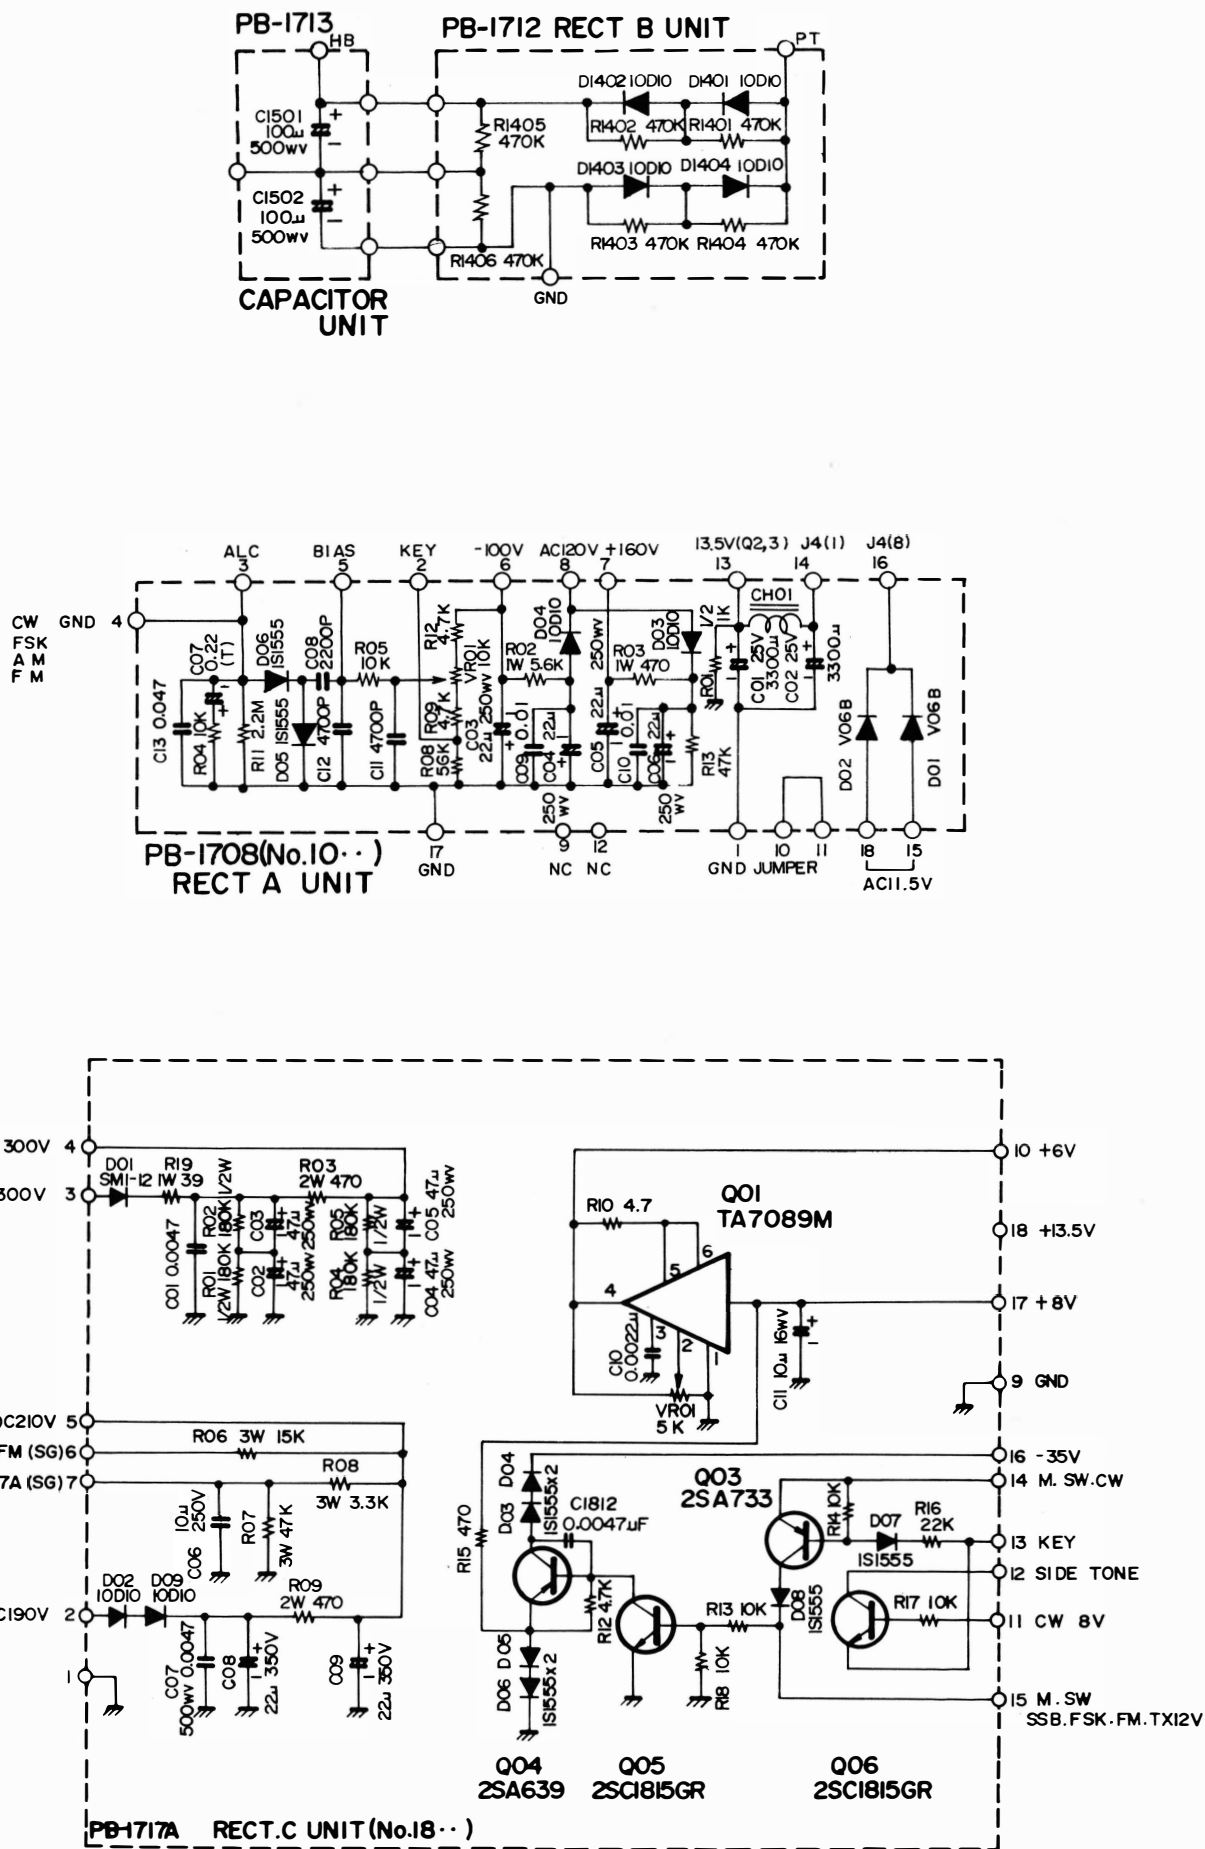 PB-1713
PB-1712 RECT B UNIT
HB
PT
D1402 10D10
D1401 10D10
C1501
100μ
500WV
+
-
R1405
470K
R1402 470K
R1401 470K
D1403 10D10
D1404 10D10
C1502
100μ
500WV
+
-
R1403 470K
R1404 470K
R1406 470K
GND
CAPACITOR
UNIT
ALC
3
BIAS
5
KEY
2
-100V
6
AC120V
8
+160V
7
13.5V(Q2,3)
13
J4(1)
14
J4(8)
16
CW GND 4
FSK
AM
FM
C13 0.047
C07
0.22
(T)
R04 10K
R11 2.2M
D06
1S1555
D05 1S1555
C08
2200P
C12 4700P
R05
10K
C11 4700P
R12
4.7K
VR01
10K
R09
4.7K
R08
56K
C03
22μ 250WV
R02
1W 5.6K
D04
10D10
C09 0.01
C04 22μ
250
WV
250WV
C05 22μ
R03
1W 470
C10 0.01
C06 22μ
250
WV
D03
10D10
R13
47K
R01
1/2
1K
CH01
C01 25V
3300μ
C02 25V
3300μ
D02 V06B
D01 V06B
17
GND
9
NC
12
NC
1
GND
10
11
JUMPER
18
15
AC11.5V
PB-1708(No.10··)
RECT A UNIT
300V 4
300V 3
D01
SM1-12
R19
1W 39
C01 0.0047
R02
180K 1/2W
R01
1/2W 180K
C03
47μ
250WV
C02
47μ
250WV
R03
2W 470
R05
180K
1/2W
R04
180K
1/2W
C05 47μ
250WV
C04 47μ
250WV
10 +6V
Q01
TA7089M
R10 4.7
18 +13.5V
6
5
4
3
2
1
C10
0.0022μ
VR01
5K
17 +8V
C11 10μ 16WV
9 GND
DC210V 5
FM (SG) 6
7A (SG) 7
R06 3W 15K
R08
3W 3.3K
10μ
250V
C06
R07
3W 47K
C190V 2
D02
10D10
D09
10D10
R09
2W 470
C07
500WV 0.0047
C08
22μ 350V
C09
22μ 350V
1
16 -35V
D04
D03
1S1555x2
C1812
0.0047μF
R15 470
Q03
2SA733
14 M.SW.CW
R14 10K
D07
1S1555
R16
22K
13 KEY
12 SIDE TONE
R17 10K
11 CW 8V
D08
1S1555
R12 4.7K
R13 10K
R18 10K
D05
D06
1S1555x2
15 M.SW
SSB.FSK.FM.TX12V
Q04
2SA639
Q05
2SC1815GR
Q06
2SC1815GR
PB-1717A RECT.C UNIT (No.18··)